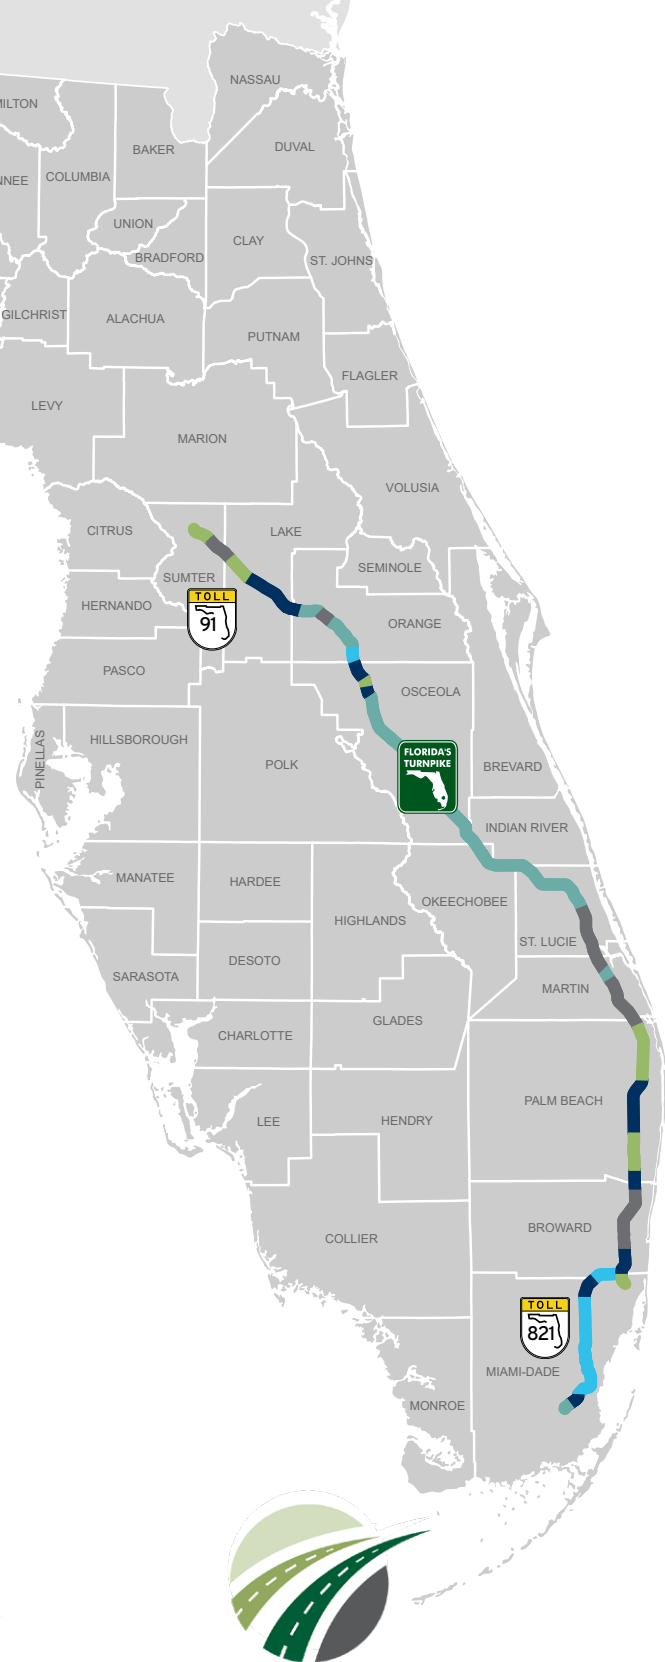 NASSAU
MILTON
BAKER
DUVAL
NNEE
COLUMBIA
UNION
CLAY
BRADFORD
ST. JOHNS
GILCHRIST
ALACHUA
PUTNAM
FLAGLER
LEVY
MARION
VOLUSIA
CITRUS
LAKE
SEMINOLE
SUMTER
TOLL
91
HERNANDO
ORANGE
PASCO
OSCEOLA
HILLSBOROUGH
PINELLAS
FLORIDA'S
TURNPIKE
POLK
BREVARD
INDIAN RIVER
MANATEE
HARDEE
OKEECHOBEE
HIGHLANDS
ST. LUCIE
DESOTO
SARASOTA
MARTIN
GLADES
CHARLOTTE
PALM BEACH
LEE
HENDRY
BROWARD
COLLIER
TOLL
821
MIAMI-DADE
MONROE